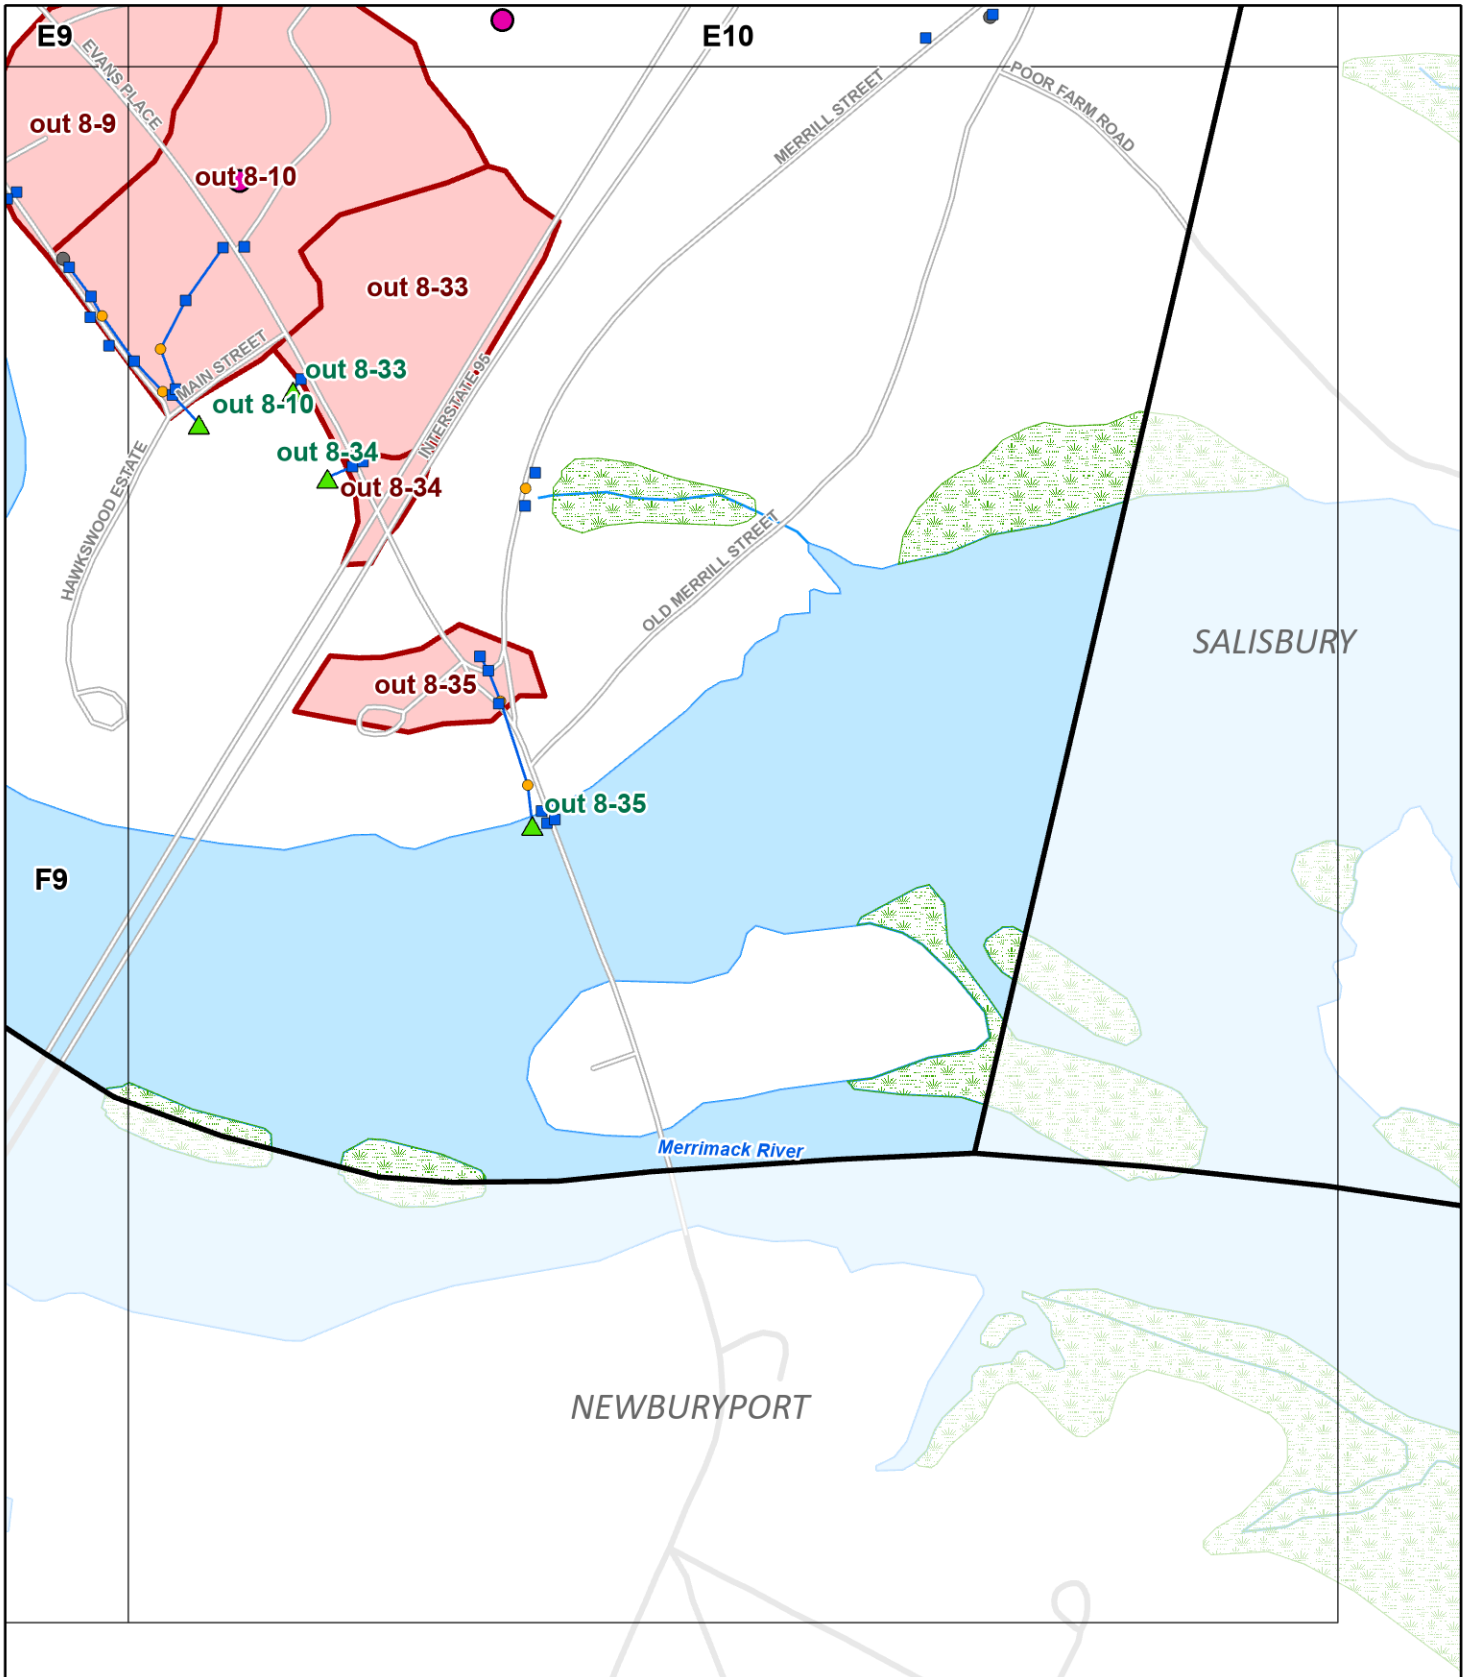 E9
E10
EVANS PLACE
MERRILL STREET
POOR FARM ROAD
out 8-9
out 8-10
out 8-33
MAIN STREET
INTERSTATE 95
out 8-33
out 8-10
out 8-34
out 8-34
HAWKSWOOD ESTATE
OLD MERRILL STREET
SALISBURY
out 8-35
out 8-35
F9
Merrimack River
NEWBURYPORT